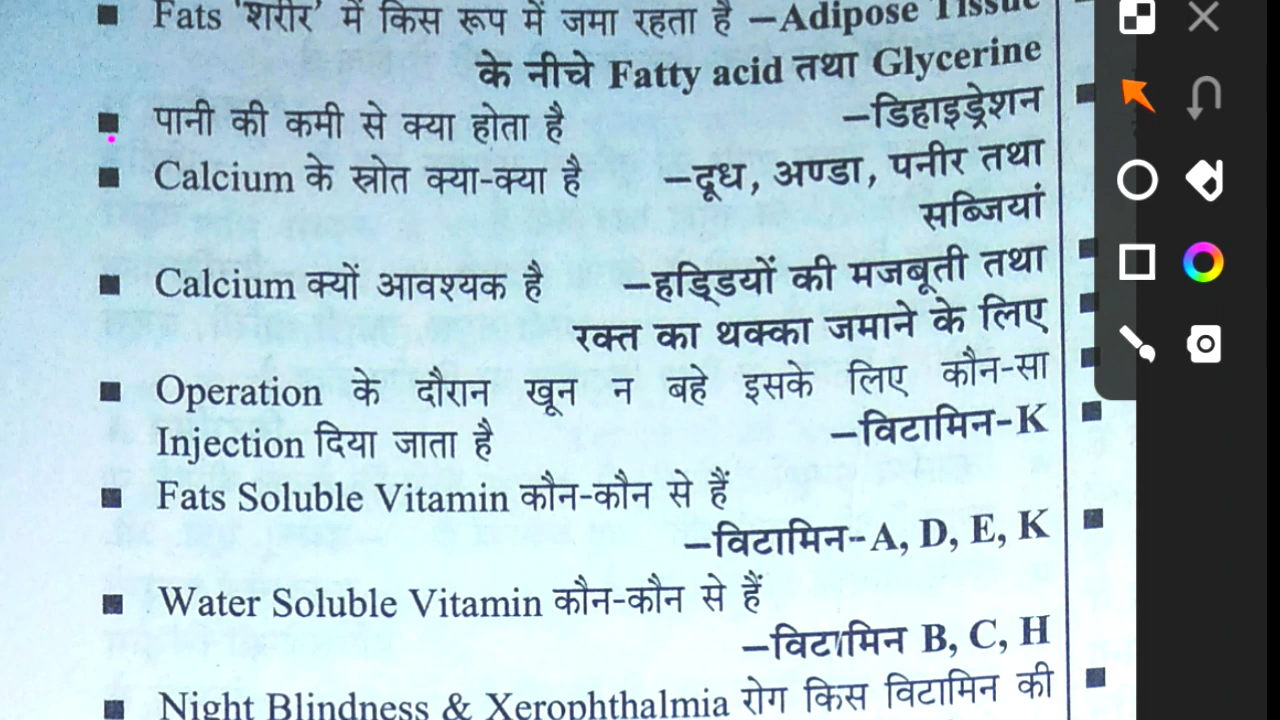 Fats 'शरीर' में किस रूप में जमा रहता है –Adipose Tissue
के नीचे Fatty acid तथा Glycerine
पानी की कमी से क्या होता है –डिहाइड्रेशन
Calcium के स्रोत क्या-क्या है –दूध, अण्डा, पनीर तथा
सब्जियां
Calcium क्यों आवश्यक है –हड्डियों की मजबूती तथा
रक्त का थक्का जमाने के लिए
Operation के दौरान खून न बहे इसके लिए कौन-सा
Injection दिया जाता है –विटामिन-K
Fats Soluble Vitamin कौन-कौन से हैं
–विटामिन-A, D, E, K
Water Soluble Vitamin कौन-कौन से हैं
–विटामिन B, C, H
Night Blindness & Xerophthalmia रोग किस विटामिन की